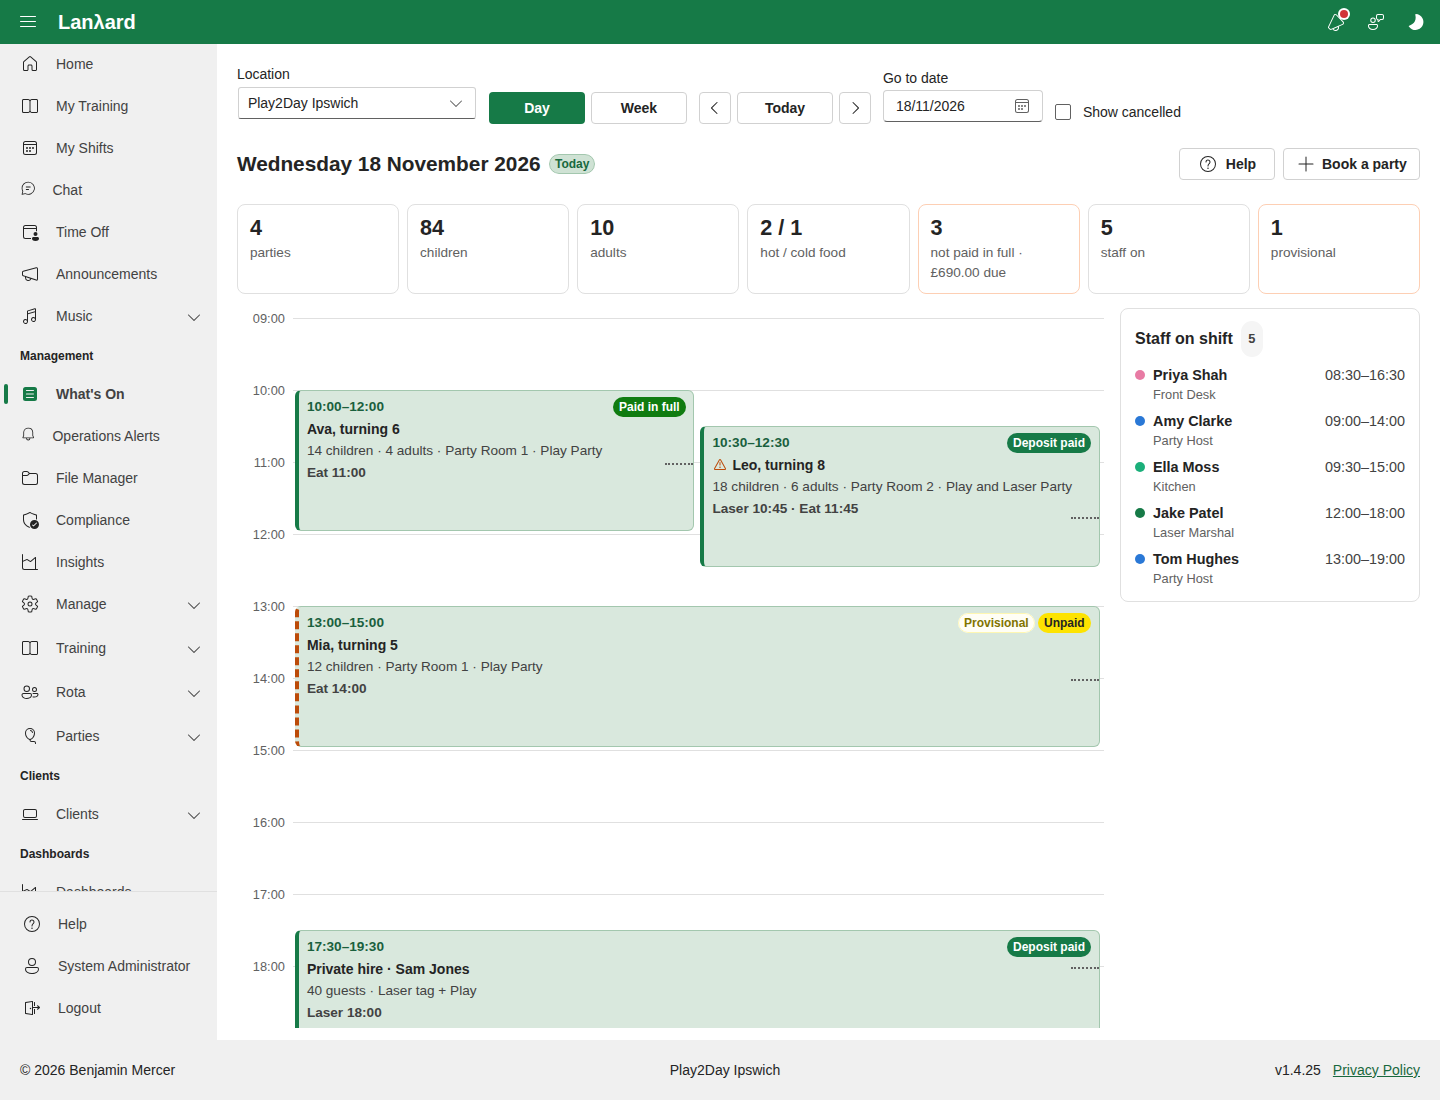 Lanλard
Home
My Training
My Shifts
Chat
Time Off
Announcements
Music
Management
What's On
Operations Alerts
File Manager
Compliance
Insights
Manage
Training
Rota
Parties
Clients
Clients
Dashboards
Dashboards
Help
System Administrator
Logout
Location
Play2Day Ipswich
Day
Week
Today
Go to date
18/11/2026
Show cancelled
Wednesday 18 November 2026 Today
Help
Book a party
4
parties
84
children
10
adults
2 / 1
hot / cold food
3
not paid in full ·
£690.00 due
5
staff on
1
provisional
09:00
10:00
11:00
12:00
13:00
14:00
15:00
16:00
17:00
18:00
10:00–12:00 Paid in full
Ava, turning 6
14 children · 4 adults · Party Room 1 · Play Party
Eat 11:00
10:30–12:30 Deposit paid
Leo, turning 8
18 children · 6 adults · Party Room 2 · Play and Laser Party
Laser 10:45 · Eat 11:45
13:00–15:00 Provisional Unpaid
Mia, turning 5
12 children · Party Room 1 · Play Party
Eat 14:00
17:30–19:30 Deposit paid
Private hire · Sam Jones
40 guests · Laser tag + Play
Laser 18:00
Staff on shift 5
Priya Shah 08:30–16:30
Front Desk
Amy Clarke 09:00–14:00
Party Host
Ella Moss 09:30–15:00
Kitchen
Jake Patel 12:00–18:00
Laser Marshal
Tom Hughes 13:00–19:00
Party Host
© 2026 Benjamin Mercer
Play2Day Ipswich
v1.4.25 Privacy Policy